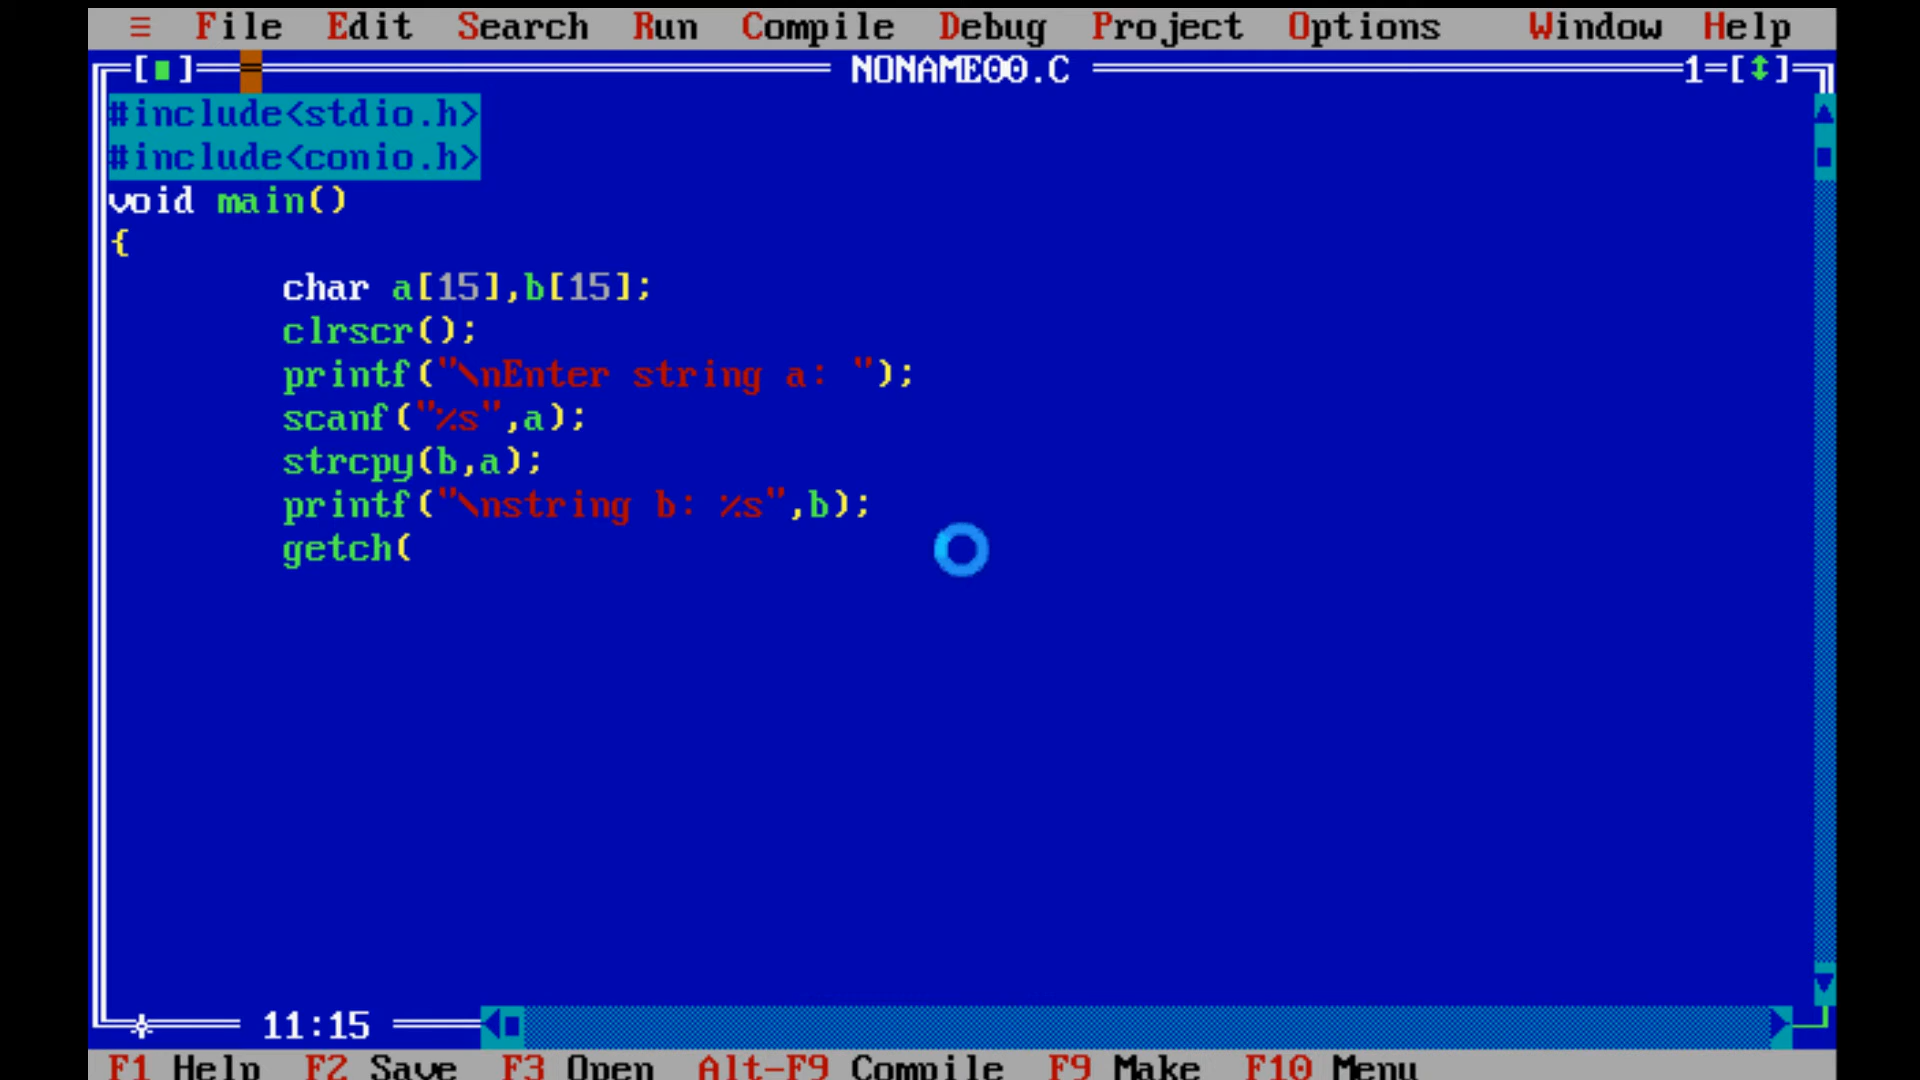 ≡ File Edit Search Run Compile Debug Project Options Window Help
[■] NONAME00.C 1=[↕]
#include<stdio.h>
#include<conio.h>
void main()
{
char a[15],b[15];
clrscr();
printf("\nEnter string a: ");
scanf("%s",a);
strcpy(b,a);
printf("\nstring b: %s",b);
getch(
11:15
F1 Help F2 Save F3 Open Alt-F9 Compile F9 Make F10 Menu